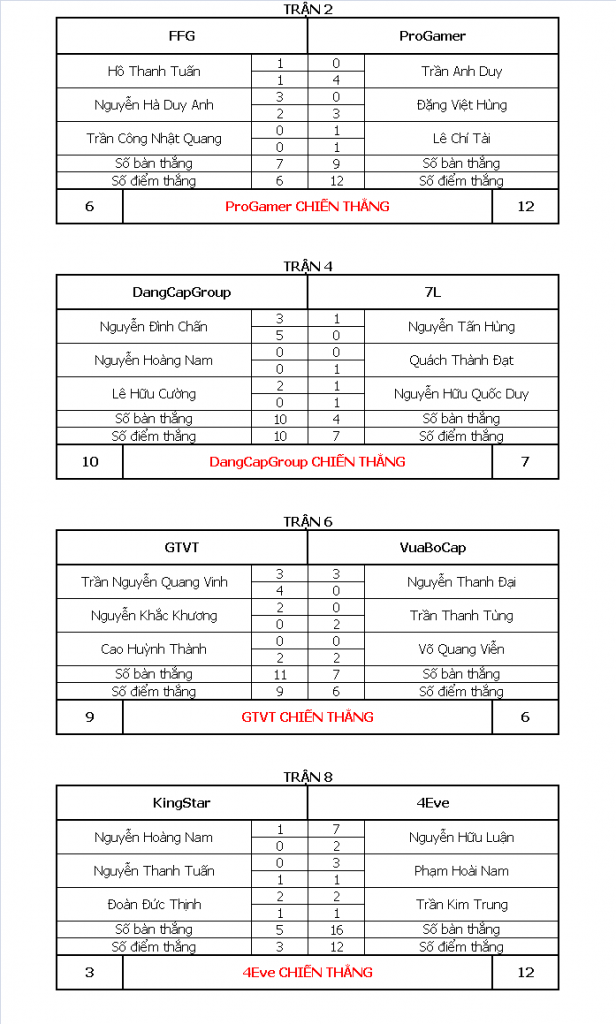 TRẬN 2
FFG ProGamer
Hồ Thanh Tuấn 1 0 Trần Anh Duy
1 4
Nguyễn Hà Duy Anh 3 0 Đặng Việt Hùng
2 3
Trần Công Nhật Quang 0 1 Lê Chí Tài
0 1
Số bàn thắng 7 9 Số bàn thắng
Số điểm thắng 6 12 Số điểm thắng
6 ProGamer CHIẾN THẮNG 12
TRẬN 4
DangCapGroup 7L
Nguyễn Đình Chấn 3 1 Nguyễn Tấn Hùng
5 0
Nguyễn Hoàng Nam 0 0 Quách Thành Đạt
0 1
Lê Hữu Cường 2 1 Nguyễn Hữu Quốc Duy
0 1
Số bàn thắng 10 4 Số bàn thắng
Số điểm thắng 10 7 Số điểm thắng
10 DangCapGroup CHIẾN THẮNG 7
TRẬN 6
GTVT VuaBoCap
Trần Nguyễn Quang Vinh 3 3 Nguyễn Thanh Đại
4 0
Nguyễn Khắc Khương 2 0 Trần Thanh Tùng
0 2
Cao Huỳnh Thành 0 0 Võ Quang Viễn
2 2
Số bàn thắng 11 7 Số bàn thắng
Số điểm thắng 9 6 Số điểm thắng
9 GTVT CHIẾN THẮNG 6
TRẬN 8
KingStar 4Eve
Nguyễn Hoàng Nam 1 7 Nguyễn Hữu Luận
0 2
Nguyễn Thanh Tuấn 0 3 Phạm Hoài Nam
1 1
Đoàn Đức Thịnh 2 2 Trần Kim Trung
1 1
Số bàn thắng 5 16 Số bàn thắng
Số điểm thắng 3 12 Số điểm thắng
3 4Eve CHIẾN THẮNG 12